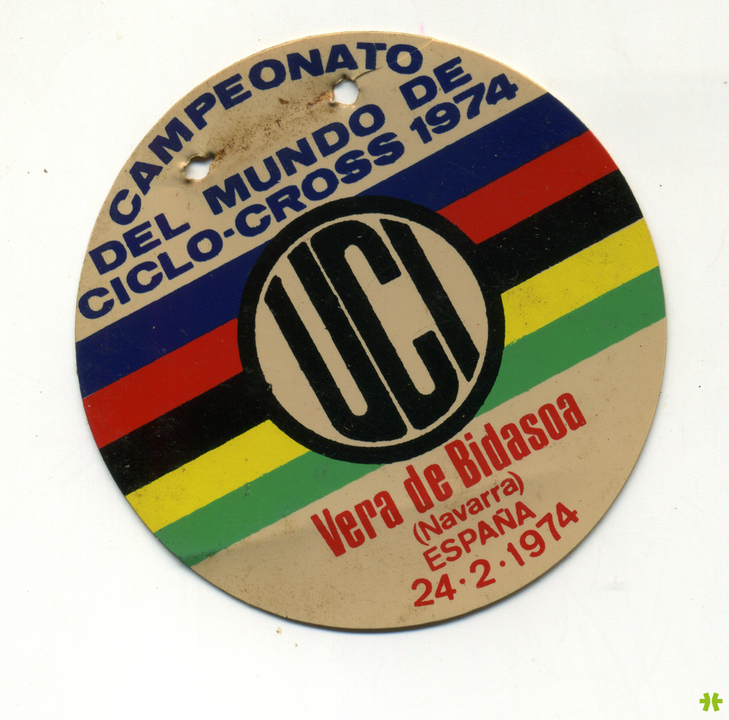 CAMPEONATO
DEL MUNDO DE
CICLO-CROSS 1974
UCI
Vera de Bidasoa
(Navarra)
ESPAÑA
24·2·1974